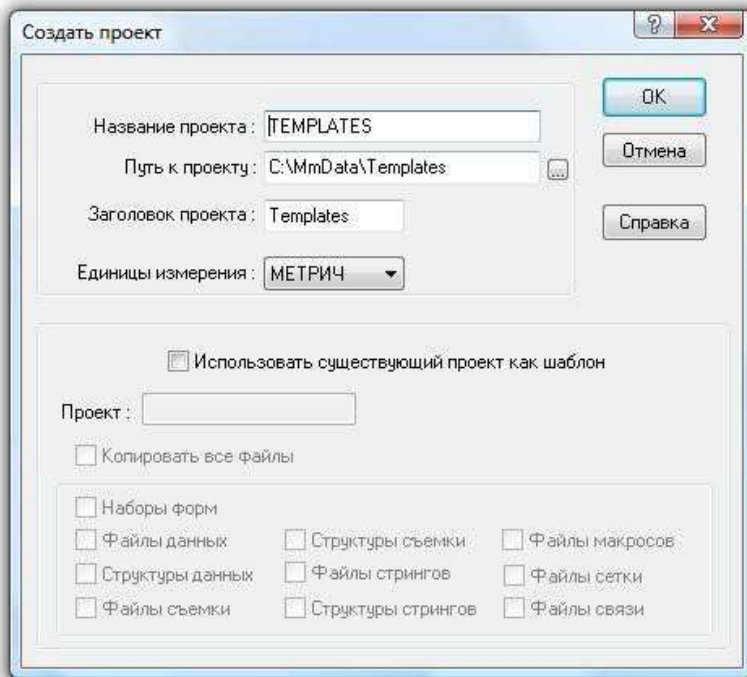 Создать проект
Название проекта : TEMPLATES
OK
Путь к проекту : C:\MmData\Templates ...
Отмена
Заголовок проекта : Templates
Справка
Единицы измерения : МЕТРИЧ
Использовать существующий проект как шаблон
Проект :
Копировать все файлы
Наборы форм
Файлы данных Структуры съемки Файлы макросов
Структуры данных Файлы стрингов Файлы сетки
Файлы съемки Структуры стрингов Файлы связи